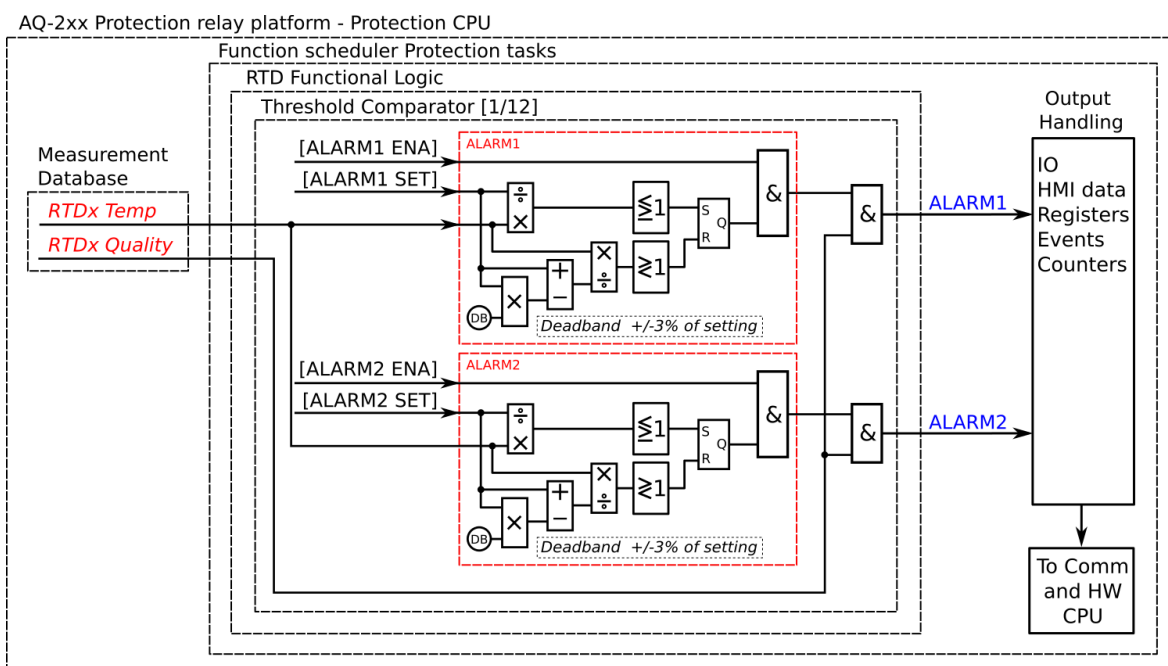 AQ-2xx Protection relay platform - Protection CPU
Function scheduler Protection tasks
RTD Functional Logic
Threshold Comparator [1/12]
Measurement
Database
RTDx Temp
RTDx Quality
[ALARM1 ENA]
[ALARM1 SET]
ALARM1
÷
×
≤1
S
R
Q
×
÷
≷1
+
−
×
DB
Deadband +/-3% of setting
&
&
ALARM1
[ALARM2 ENA]
[ALARM2 SET]
ALARM2
÷
×
≤1
S
R
Q
×
÷
≷1
+
−
×
DB
Deadband +/-3% of setting
&
&
ALARM2
Output
Handling
IO
HMI data
Registers
Events
Counters
To Comm
and HW
CPU